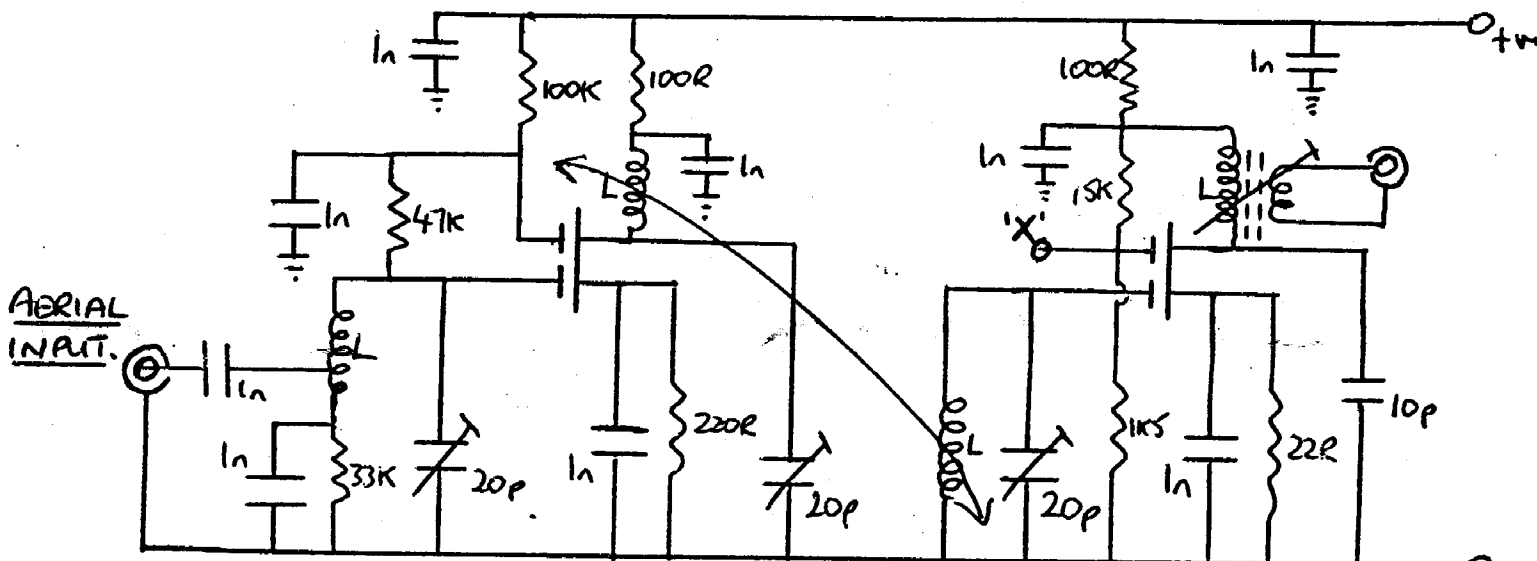 +ve
1n
100K
100R
100R
1n
1n
1n
L
1n
47K
15K
L
'X'
AERIAL
INPUT.
L
1n
1n
33K
20p
1n
220R
20p
L
20p
1K5
1n
22R
10p